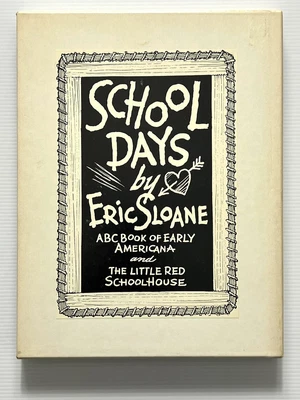 SCHOOL
DAYS
by
ERIC SLOANE
ABC BOOK OF EARLY
AMERICANA
and
THE LITTLE RED
SCHOOLHOUSE